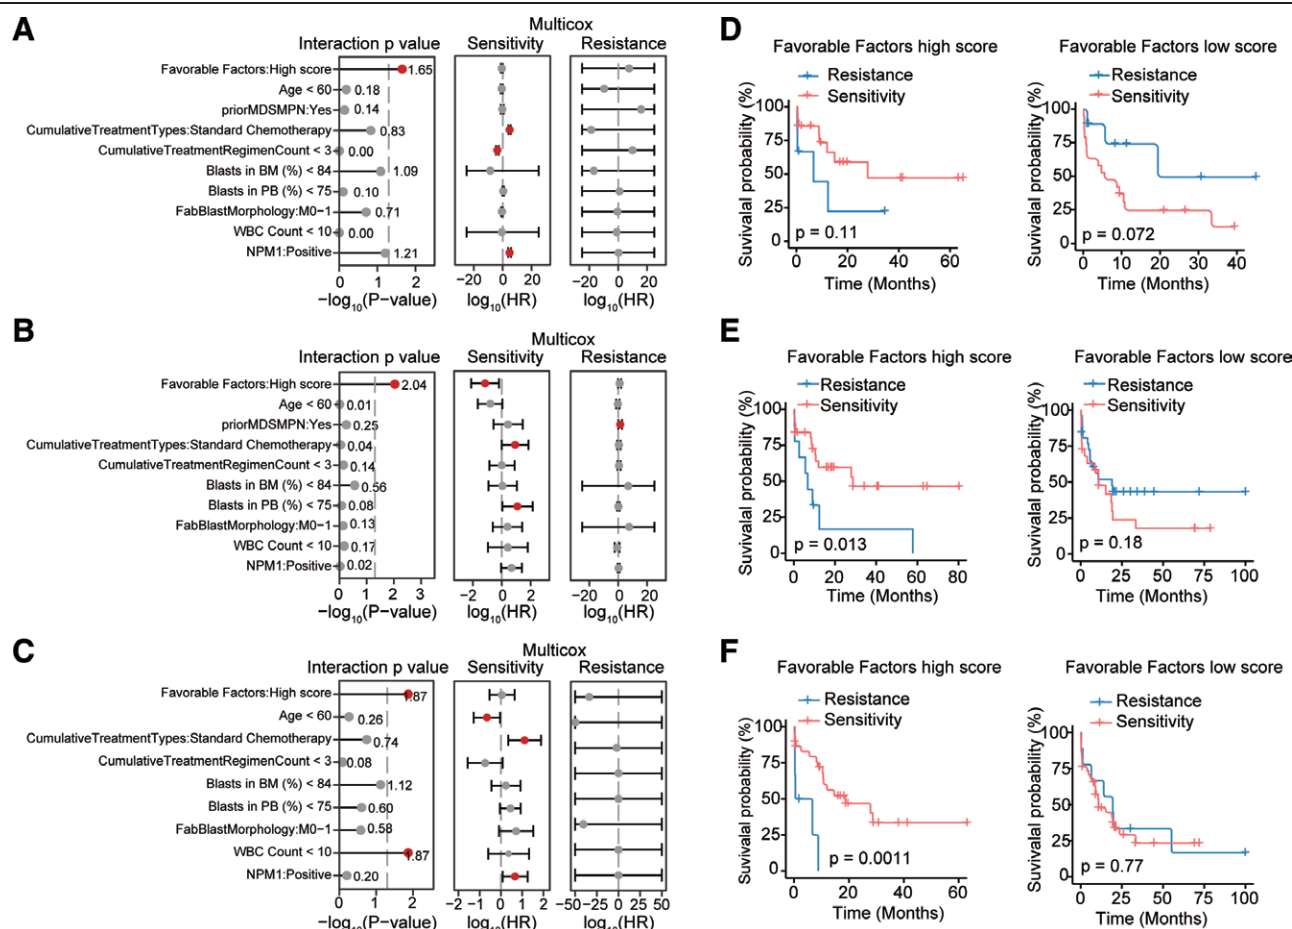 A
Multicox
Interaction p value
Sensitivity
Resistance
Favorable Factors:High score
1.65
Age < 60
0.18
priorMDSMPN:Yes
0.14
CumulativeTreatmentTypes:Standard Chemotherapy
0.83
CumulativeTreatmentRegimenCount < 3
0.00
Blasts in BM (%) < 84
1.09
Blasts in PB (%) < 75
0.10
FabBlastMorphology:M0-1
0.71
WBC Count < 10
0.00
NPM1:Positive
1.21
0 1 2
−20 0 20
−20 0 20
−log10(P-value)
log10(HR)
log10(HR)
B
Multicox
Interaction p value
Sensitivity
Resistance
Favorable Factors:High score
2.04
Age < 60
0.01
priorMDSMPN:Yes
0.25
CumulativeTreatmentTypes:Standard Chemotherapy
0.04
CumulativeTreatmentRegimenCount < 3
0.14
Blasts in BM (%) < 84
0.56
Blasts in PB (%) < 75
0.08
FabBlastMorphology:M0-1
0.13
WBC Count < 10
0.17
NPM1:Positive
0.02
0 1 2 3
−2 0 2
−20 0 20
−log10(P-value)
log10(HR)
log10(HR)
C
Multicox
Interaction p value
Sensitivity
Resistance
Favorable Factors:High score
1.87
Age < 60
0.26
CumulativeTreatmentTypes:Standard Chemotherapy
0.74
CumulativeTreatmentRegimenCount < 3
0.08
Blasts in BM (%) < 84
1.12
Blasts in PB (%) < 75
0.60
FabBlastMorphology:M0-1
0.58
WBC Count < 10
1.87
NPM1:Positive
0.20
0 1 2
−2 −1 0 1 2
−50 −25 0 25 50
−log10(P-value)
log10(HR)
log10(HR)
D
Favorable Factors high score
Resistance
Sensitivity
Suvivalal probability (%)
100
75
50
25
0
p = 0.11
0 20 40 60
Time (Months)
Favorable Factors low score
Resistance
Sensitivity
Suvivalal probability (%)
100
75
50
25
0
p = 0.072
0 10 20 30 40
Time (Months)
E
Favorable Factors high score
Resistance
Sensitivity
Suvivalal probability (%)
100
75
50
25
0
p = 0.013
0 20 40 60 80
Time (Months)
Favorable Factors low score
Resistance
Sensitivity
Suvivalal probability (%)
100
75
50
25
0
p = 0.18
0 25 50 75 100
Time (Months)
F
Favorable Factors high score
Resistance
Sensitivity
Suvivalal probability (%)
100
75
50
25
0
p = 0.0011
0 20 40 60
Time (Months)
Favorable Factors low score
Resistance
Sensitivity
Suvivalal probability (%)
100
75
50
25
0
p = 0.77
0 25 50 75 100
Time (Months)